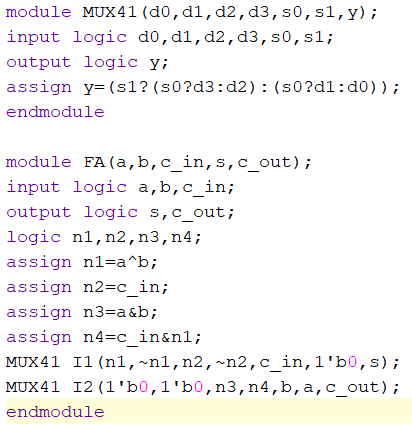 module MUX41(d0,d1,d2,d3,s0,s1,y);
input logic d0,d1,d2,d3,s0,s1;
output logic y;
assign y=(s1?(s0?d3:d2):(s0?d1:d0));
endmodule

module FA(a,b,c_in,s,c_out);
input logic a,b,c_in;
output logic s,c_out;
logic n1,n2,n3,n4;
assign n1=a^b;
assign n2=c_in;
assign n3=a&b;
assign n4=c_in&n1;
MUX41 I1(n1,~n1,n2,~n2,c_in,1'b0,s);
MUX41 I2(1'b0,1'b0,n3,n4,b,a,c_out);
endmodule